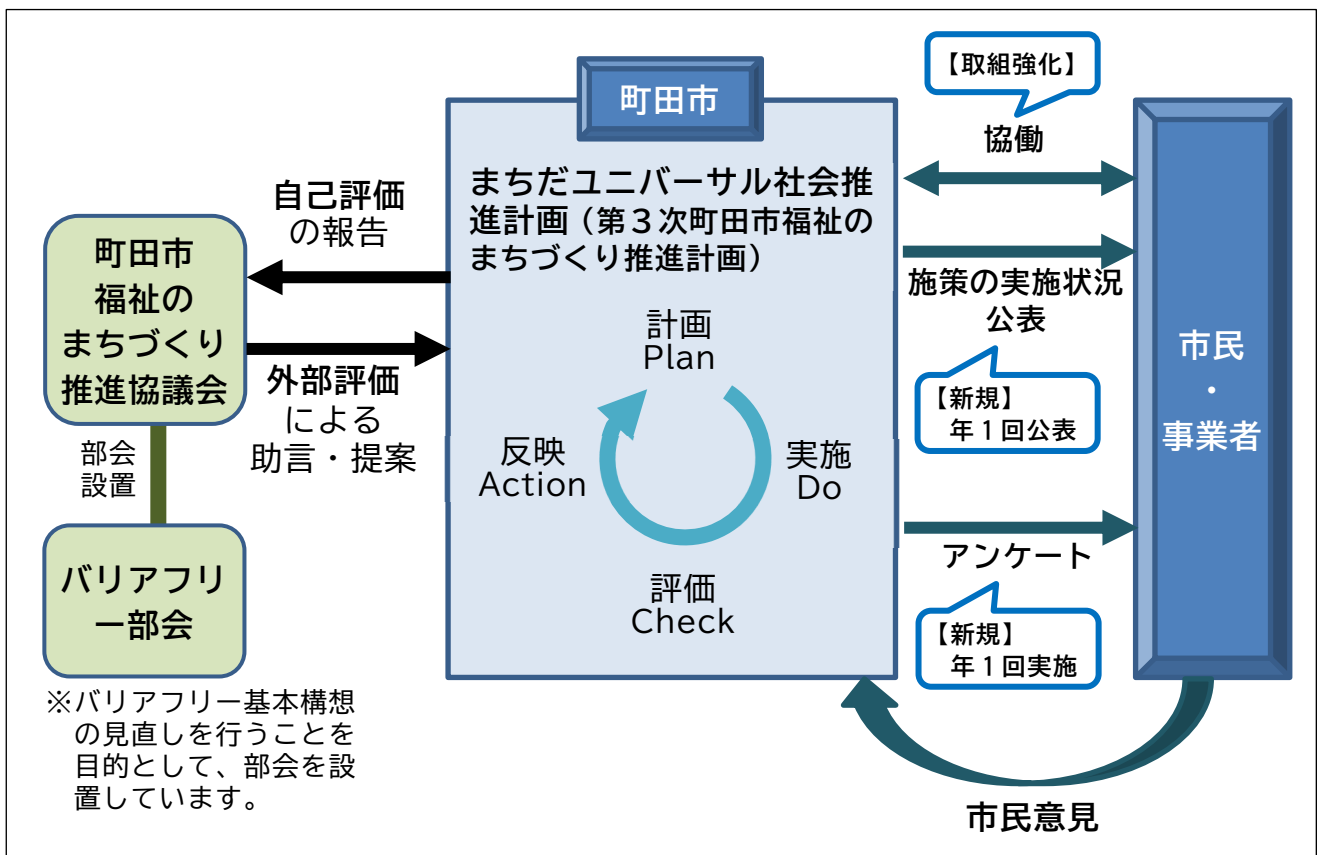 町田市
福祉の
まちづくり
推進協議会
部会
設置
バリアフリ
ー部会
※バリアフリー基本構想
の見直しを行うことを
目的として、部会を設
置しています。
自己評価
の報告
外部評価
による
助言・提案
町田市
まちだユニバーサル社会推
進計画（第３次町田市福祉の
まちづくり推進計画）
計画
Plan
実施
Do
評価
Check
反映
Action
【取組強化】
協働
施策の実施状況
公表
【新規】
年１回公表
アンケート
【新規】
年１回実施
市民意見
市民
・
事業者